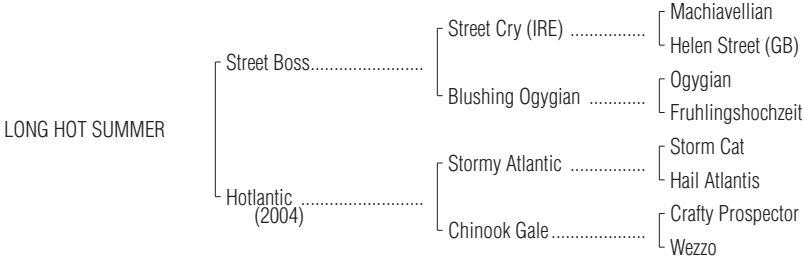 Machiavellian
Street Cry (IRE) ................
Helen Street (GB)
Street Boss........................
Ogygian
Blushing Ogygian ............
Fruhlingshochzeit
LONG HOT SUMMER
Storm Cat
Stormy Atlantic ................
Hail Atlantis
Hotlantic ..........................
(2004)
Crafty Prospector
Chinook Gale....................
Wezzo